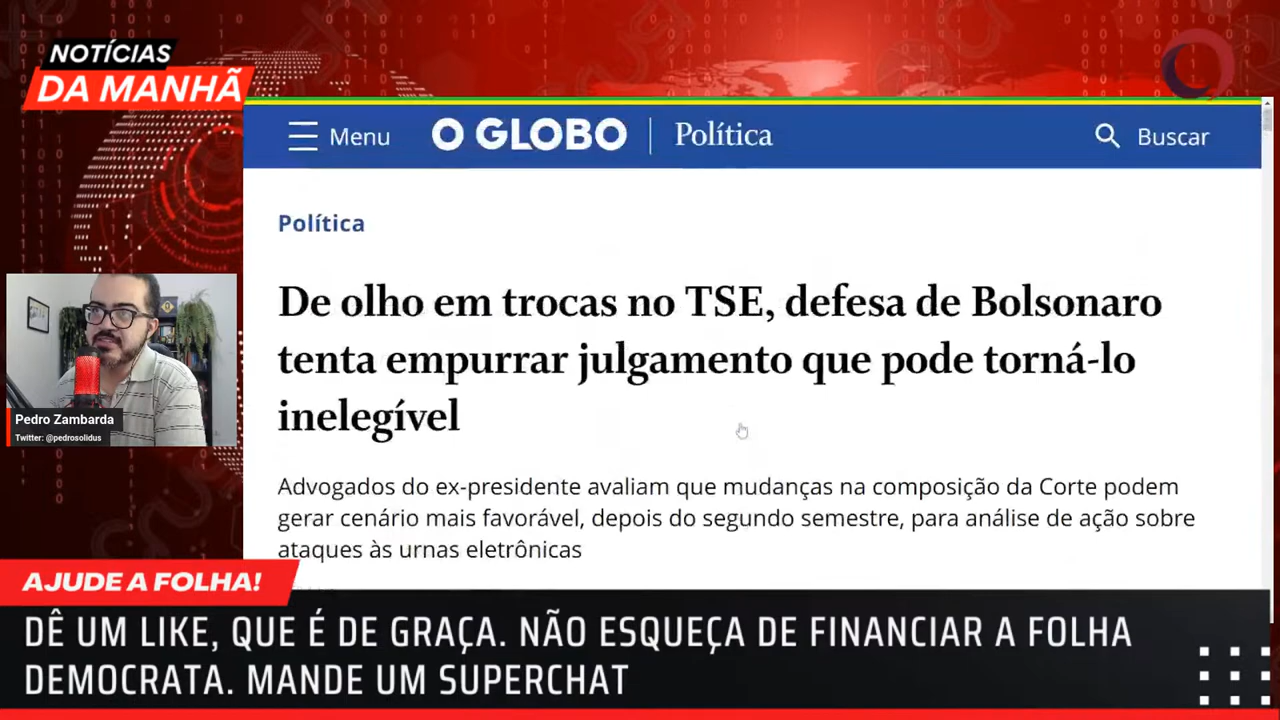 NOTÍCIAS
DA MANHÃ
Menu
O GLOBO
Política
Buscar
Política
De olho em trocas no TSE, defesa de Bolsonaro
tenta empurrar julgamento que pode torná-lo
inelegível
Advogados do ex-presidente avaliam que mudanças na composição da Corte podem
gerar cenário mais favorável, depois do segundo semestre, para análise de ação sobre
ataques às urnas eletrônicas
Pedro Zambarda
Twitter: @pedrosolidus
AJUDE A FOLHA!
DÊ UM LIKE, QUE É DE GRAÇA. NÃO ESQUEÇA DE FINANCIAR A FOLHA
DEMOCRATA. MANDE UM SUPERCHAT